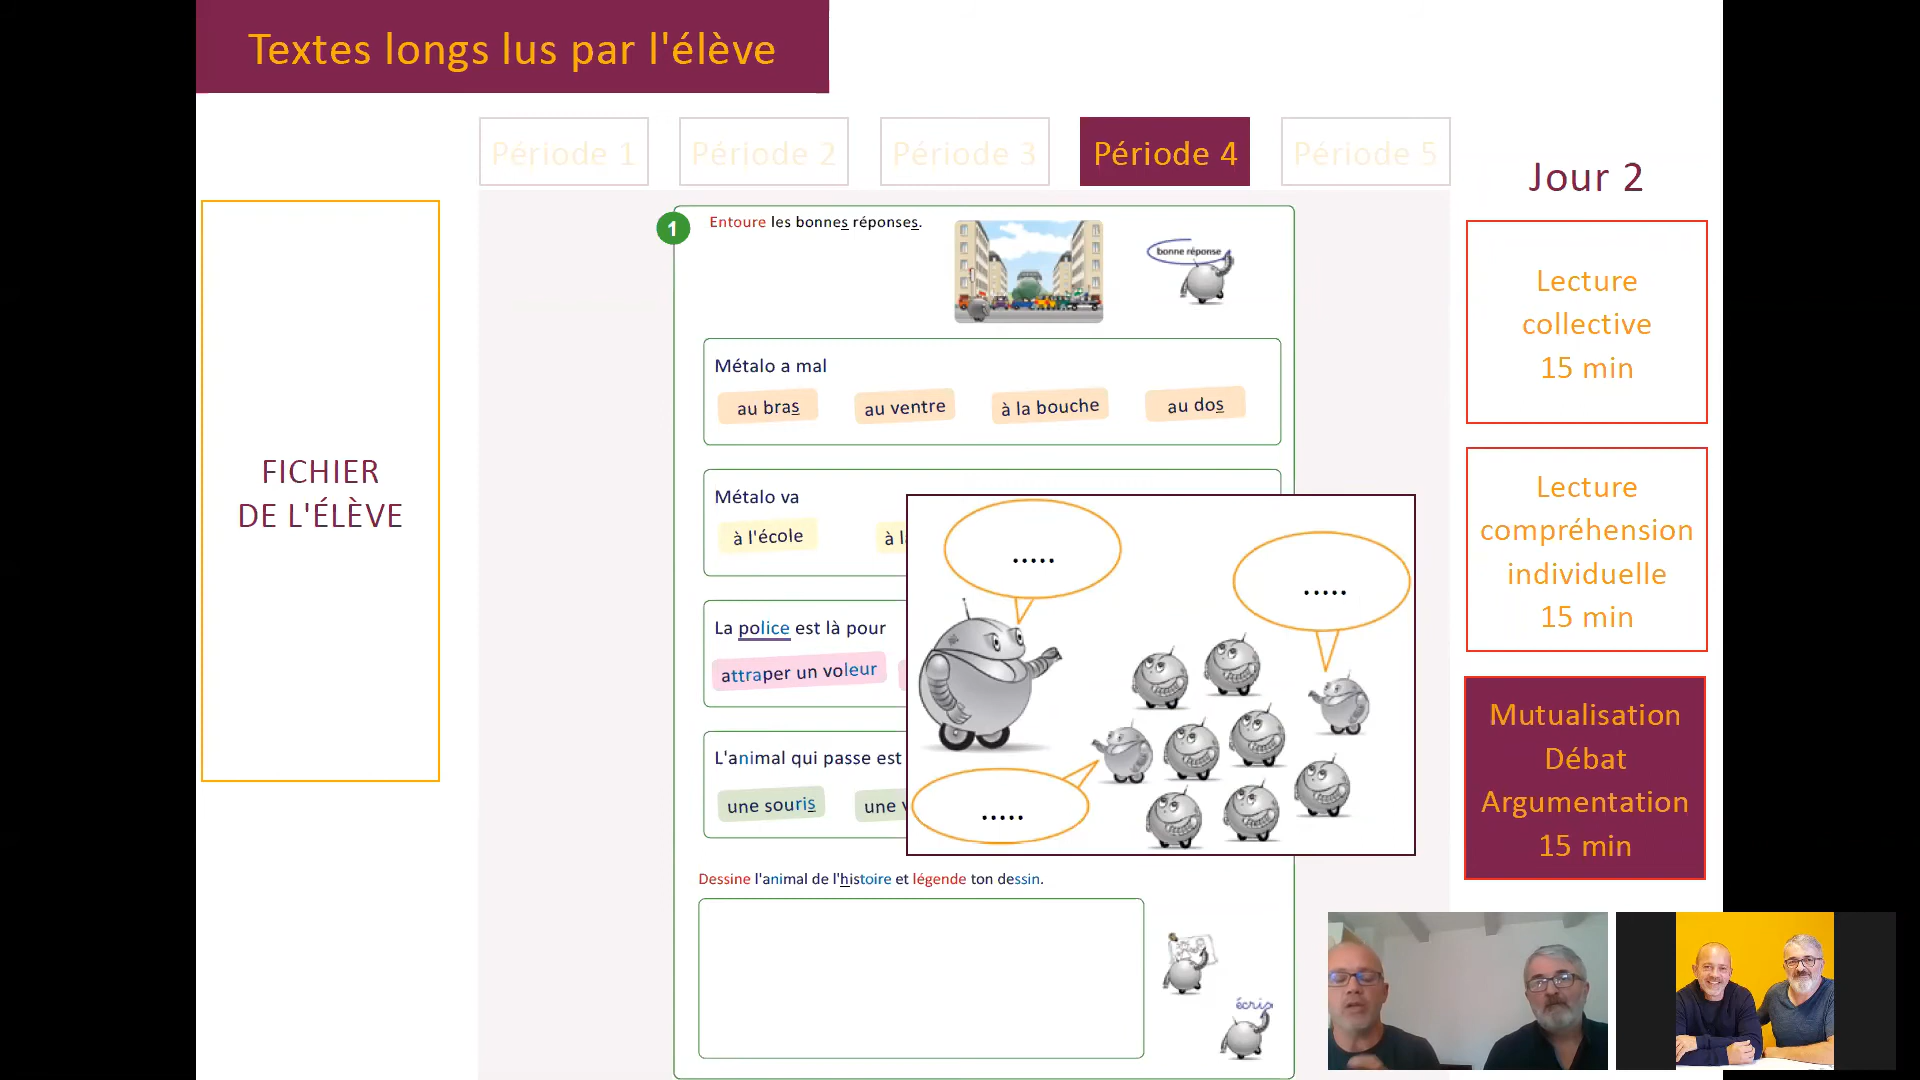 Textes longs lus par l'élève
Période 1
Période 2
Période 3
Période 4
Période 5
Jour 2
FICHIER
DE L'ÉLÈVE
1
Entoure les bonnes réponses.
bonne réponse
Métalo a mal
au bras
au ventre
à la bouche
au dos
Métalo va
à l'école
La police est là pour
attraper un voleur
L'animal qui passe est
une souris
une
.....
.....
.....
Dessine l'animal de l'histoire et légende ton dessin.
écris
Lecture
collective
15 min
Lecture
compréhension
individuelle
15 min
Mutualisation
Débat
Argumentation
15 min